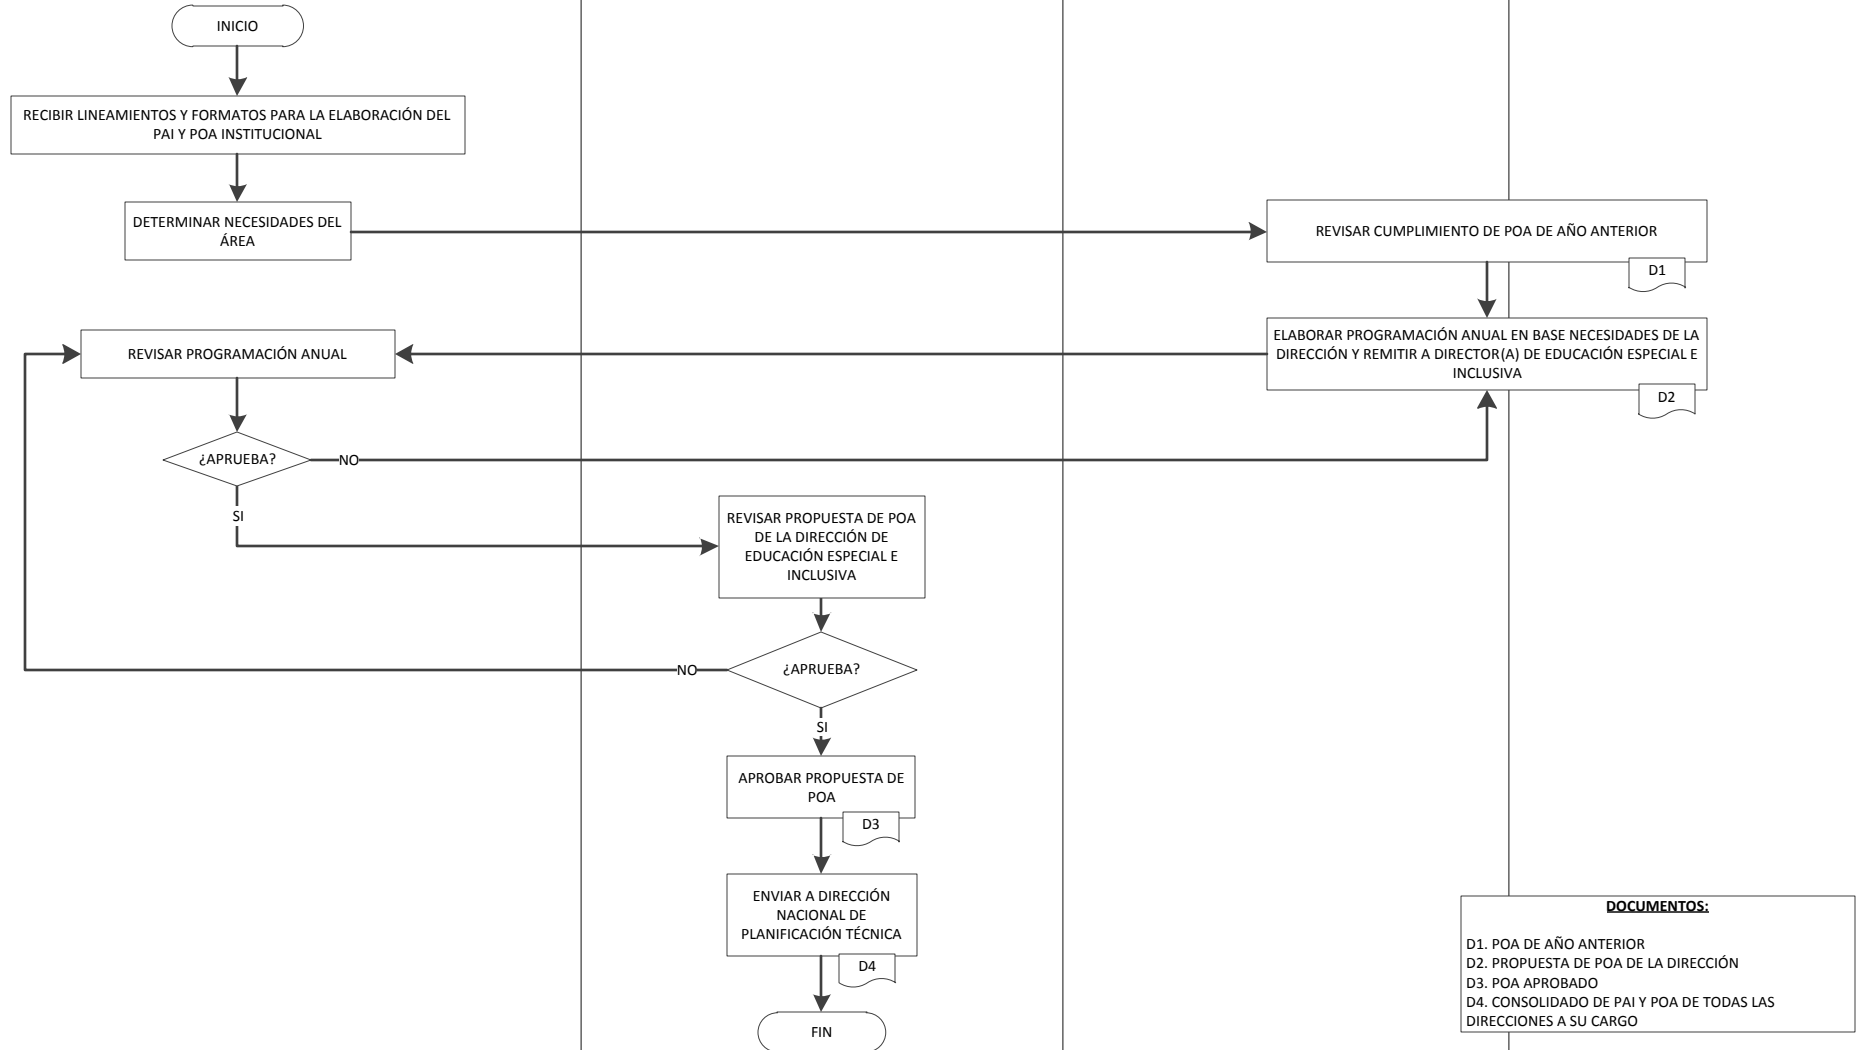 INICIO
RECIBIR LINEAMIENTOS Y FORMATOS PARA LA ELABORACIÓN DEL
PAI Y POA INSTITUCIONAL
DETERMINAR NECESIDADES DEL
ÁREA
REVISAR CUMPLIMIENTO DE POA DE AÑO ANTERIOR
D1
ELABORAR PROGRAMACIÓN ANUAL EN BASE NECESIDADES DE LA
DIRECCIÓN Y REMITIR A DIRECTOR(A) DE EDUCACIÓN ESPECIAL E
INCLUSIVA
D2
REVISAR PROGRAMACIÓN ANUAL
¿APRUEBA?
NO
SI
REVISAR PROPUESTA DE POA
DE LA DIRECCIÓN DE
EDUCACIÓN ESPECIAL E
INCLUSIVA
¿APRUEBA?
NO
SI
APROBAR PROPUESTA DE
POA
D3
ENVIAR A DIRECCIÓN
NACIONAL DE
PLANIFICACIÓN TÉCNICA
D4
FIN
DOCUMENTOS:
D1. POA DE AÑO ANTERIOR
D2. PROPUESTA DE POA DE LA DIRECCIÓN
D3. POA APROBADO
D4. CONSOLIDADO DE PAI Y POA DE TODAS LAS
DIRECCIONES A SU CARGO